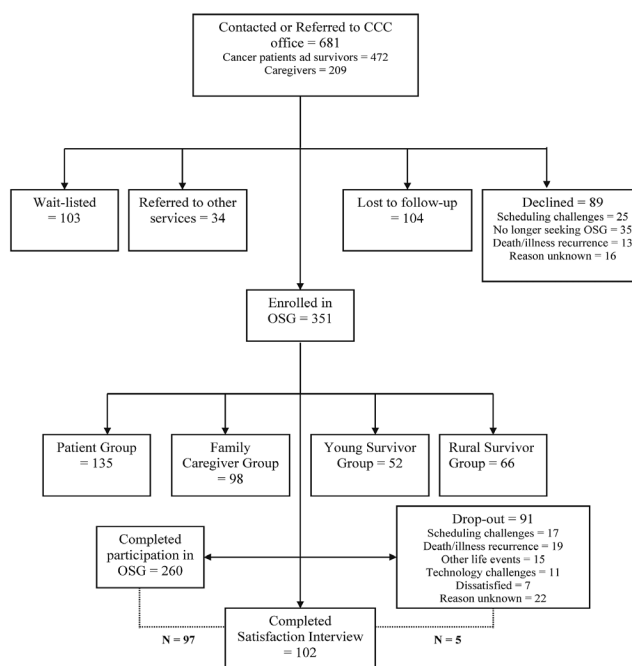 Contacted or Referred to CCC
office = 681
Cancer patients ad survivors = 472
Caregivers = 209
Wait-listed
= 103
Referred to other
services = 34
Lost to follow-up
= 104
Declined = 89
Scheduling challenges = 25
No longer seeking OSG = 35
Death/illness recurrence = 13
Reason unknown = 16
Enrolled in
OSG = 351
Patient Group
= 135
Family
Caregiver Group
= 98
Young Survivor
Group = 52
Rural Survivor
Group = 66
Completed
participation in
OSG = 260
Drop-out = 91
Scheduling challenges = 17
Death/illness recurrence = 19
Other life events = 15
Technology challenges = 11
Dissatisfied = 7
Reason unknown = 22
N = 97
Completed
Satisfaction Interview
= 102
N = 5